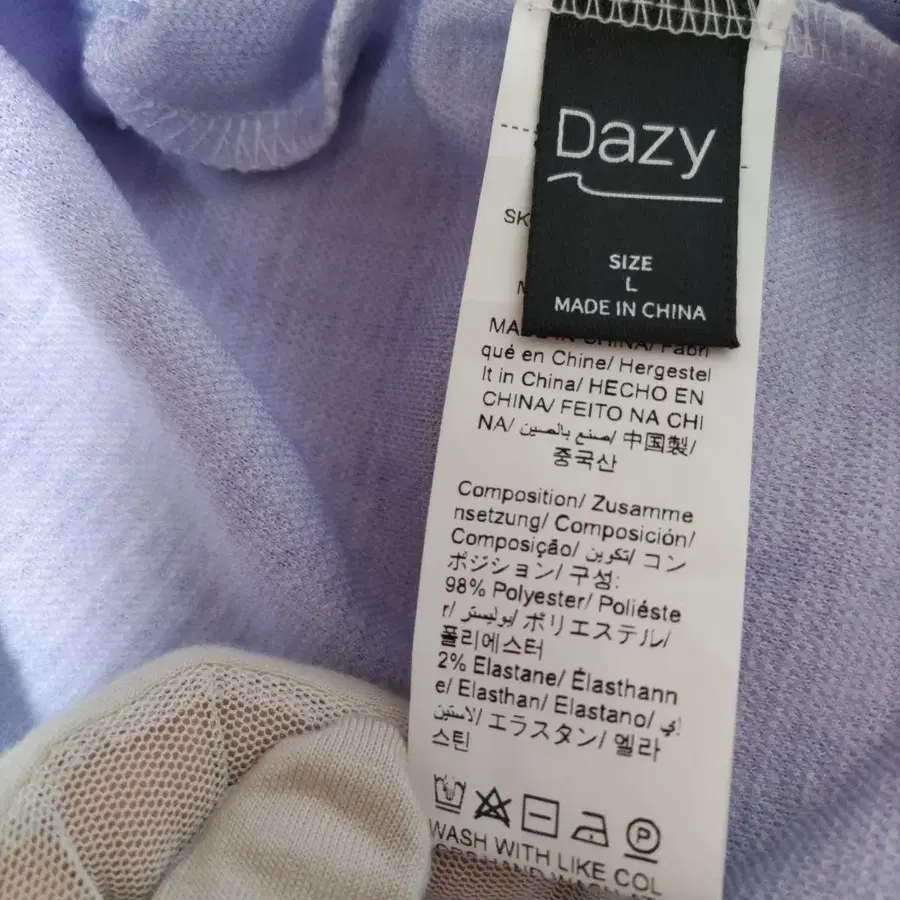 Dazy
SIZE
L
MADE IN CHINA
SK
MADE IN CHINA/ Fabri
qué en Chine/ Hergestel
lt in China/ HECHO EN
CHINA/ FEITO NA CHI
NA/ صنع بالصين/ 中国製/
중국산
Composition/ Zusamme
nsetzung/ Composición/
Composição/ تكوين/ コン
ポジション/ 구성:
98% Polyester/ Poliéste
r/ بوليستر/ ポリエステル/
폴리에스터
2% Elastane/ Élasthann
e/ Elasthan/ Elastano/ إي
لاستين/ エラスタン/ 엘라
스틴
WASH WITH LIKE COL